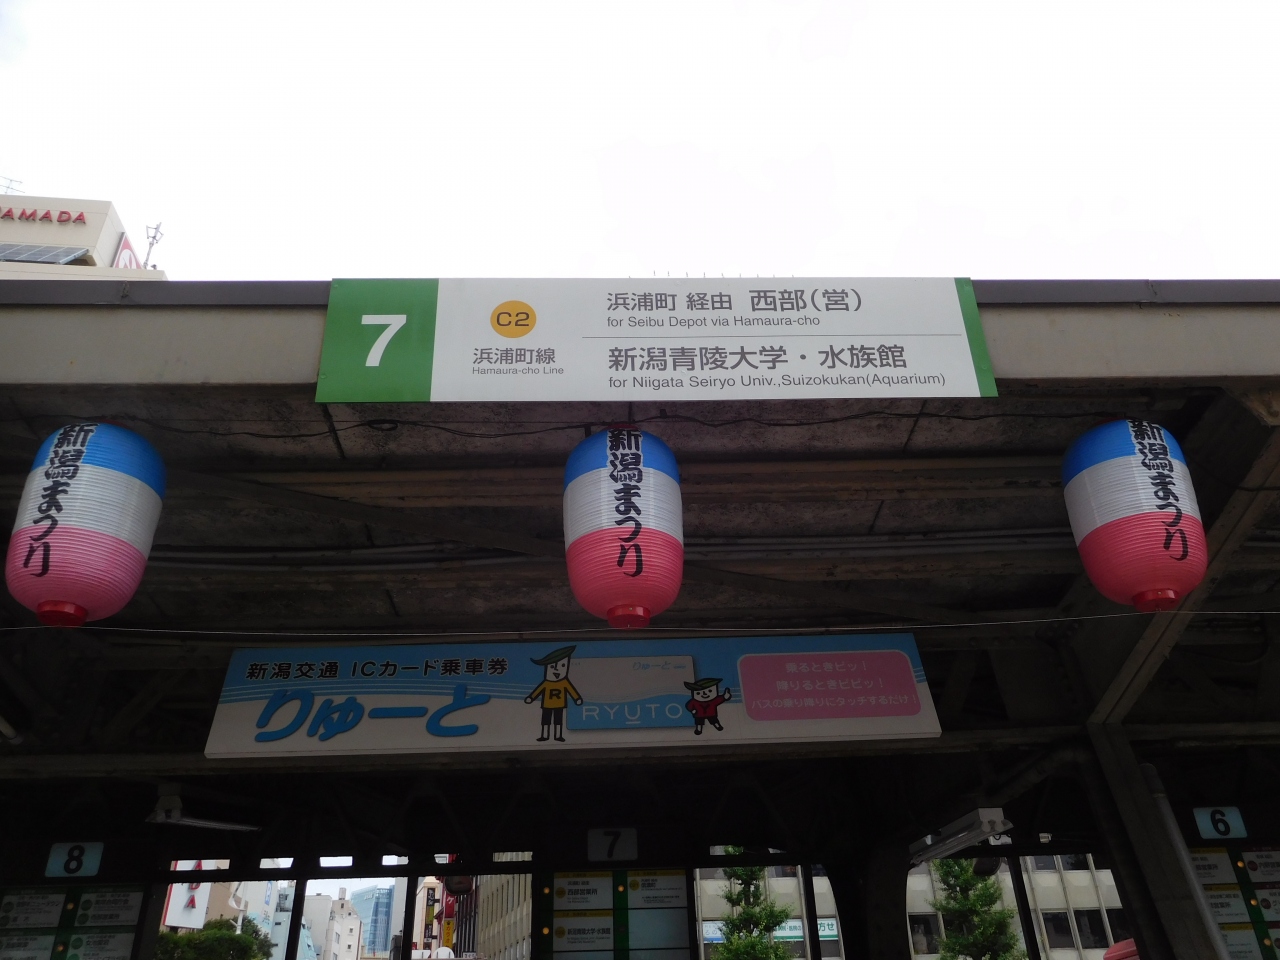 YAMADA
7
C2
浜浦町線
Hamaura-cho Line
浜浦町 経由 西部(営)
for Seibu Depot via Hamaura-cho
新潟青陵大学・水族館
for Niigata Seiryo Univ.,Suizokukan(Aquarium)
新潟まつり
新潟まつり
新潟まつり
新潟交通 ICカード乗車券
りゅーと
R
りゅーと
RYUTO
乗るときピッ!
降りるときピピッ!
バスの乗り降りにタッチするだけ!
8
7
6